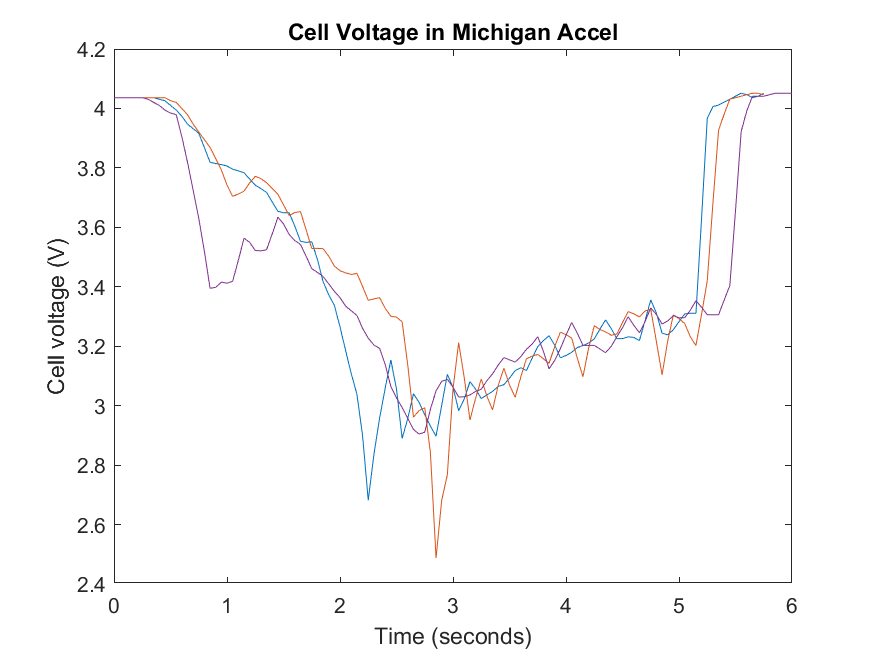 Cell Voltage in Michigan Accel
4.2
4
3.8
3.6
3.4
3.2
3
2.8
2.6
2.4
Cell voltage (V)
0 1 2 3 4 5 6
Time (seconds)